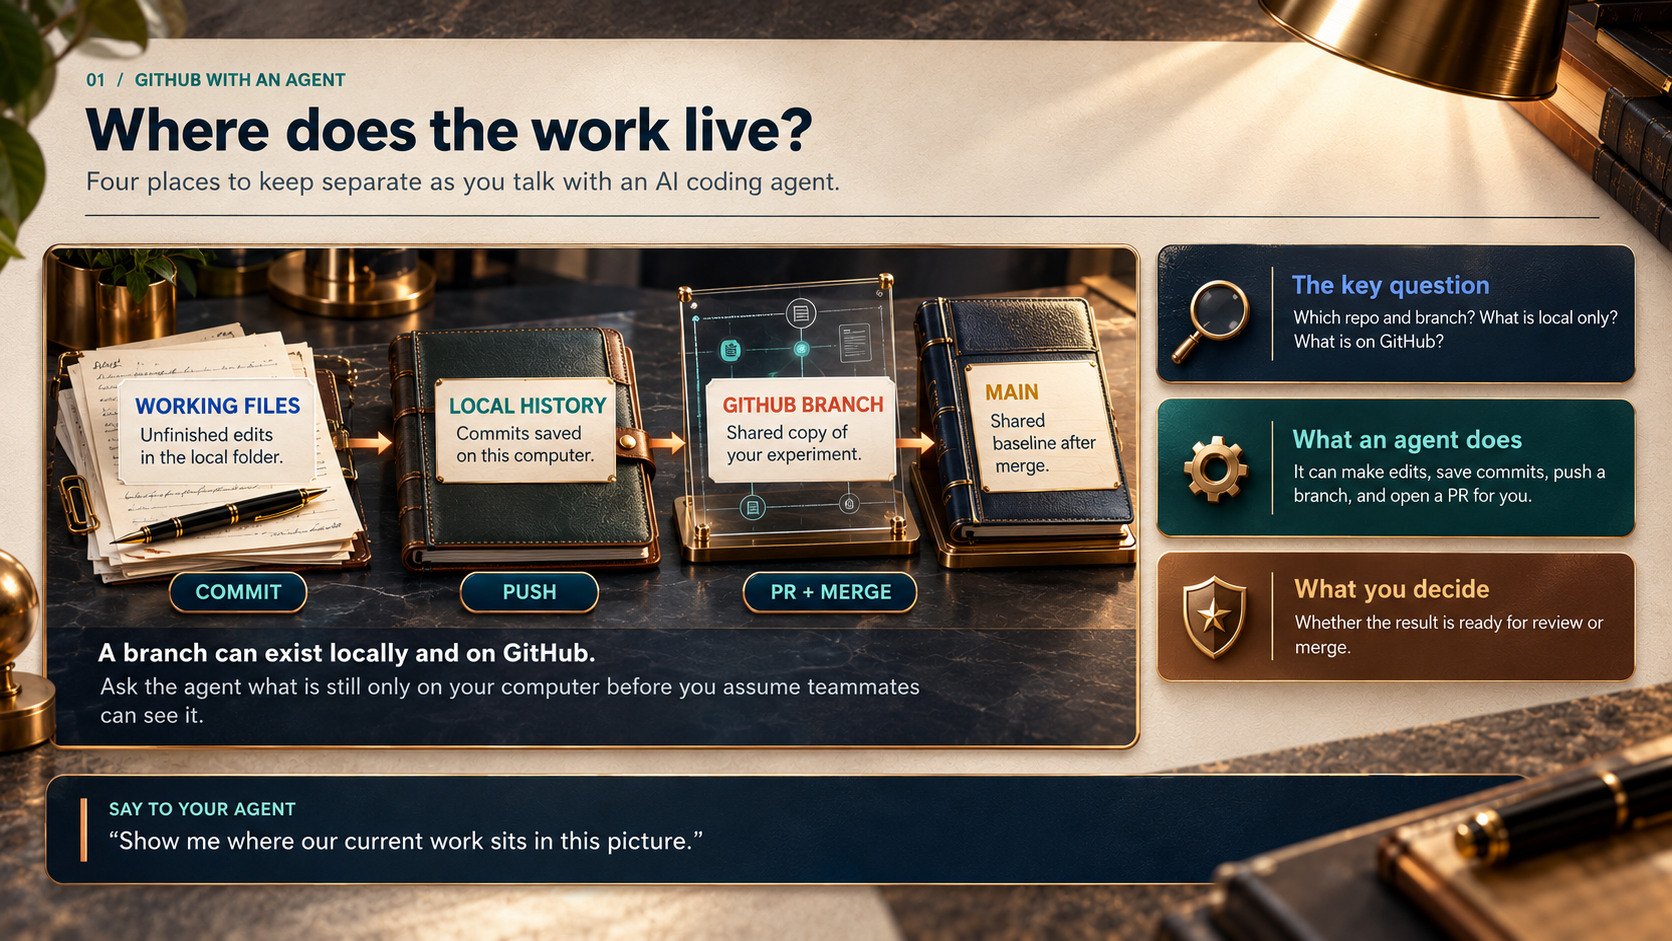 01 / GITHUB WITH AN AGENT
Where does the work live?
Four places to keep separate as you talk with an AI coding agent.
WORKING FILES
Unfinished edits
in the local folder.
LOCAL HISTORY
Commits saved
on this computer.
GITHUB BRANCH
Shared copy of
your experiment.
MAIN
Shared
baseline after
merge.
COMMIT
PUSH
PR + MERGE
A branch can exist locally and on GitHub.
Ask the agent what is still only on your computer before you assume teammates
can see it.
The key question
Which repo and branch? What is local only?
What is on GitHub?
What an agent does
It can make edits, save commits, push a
branch, and open a PR for you.
What you decide
Whether the result is ready for review or
merge.
SAY TO YOUR AGENT
“Show me where our current work sits in this picture.”